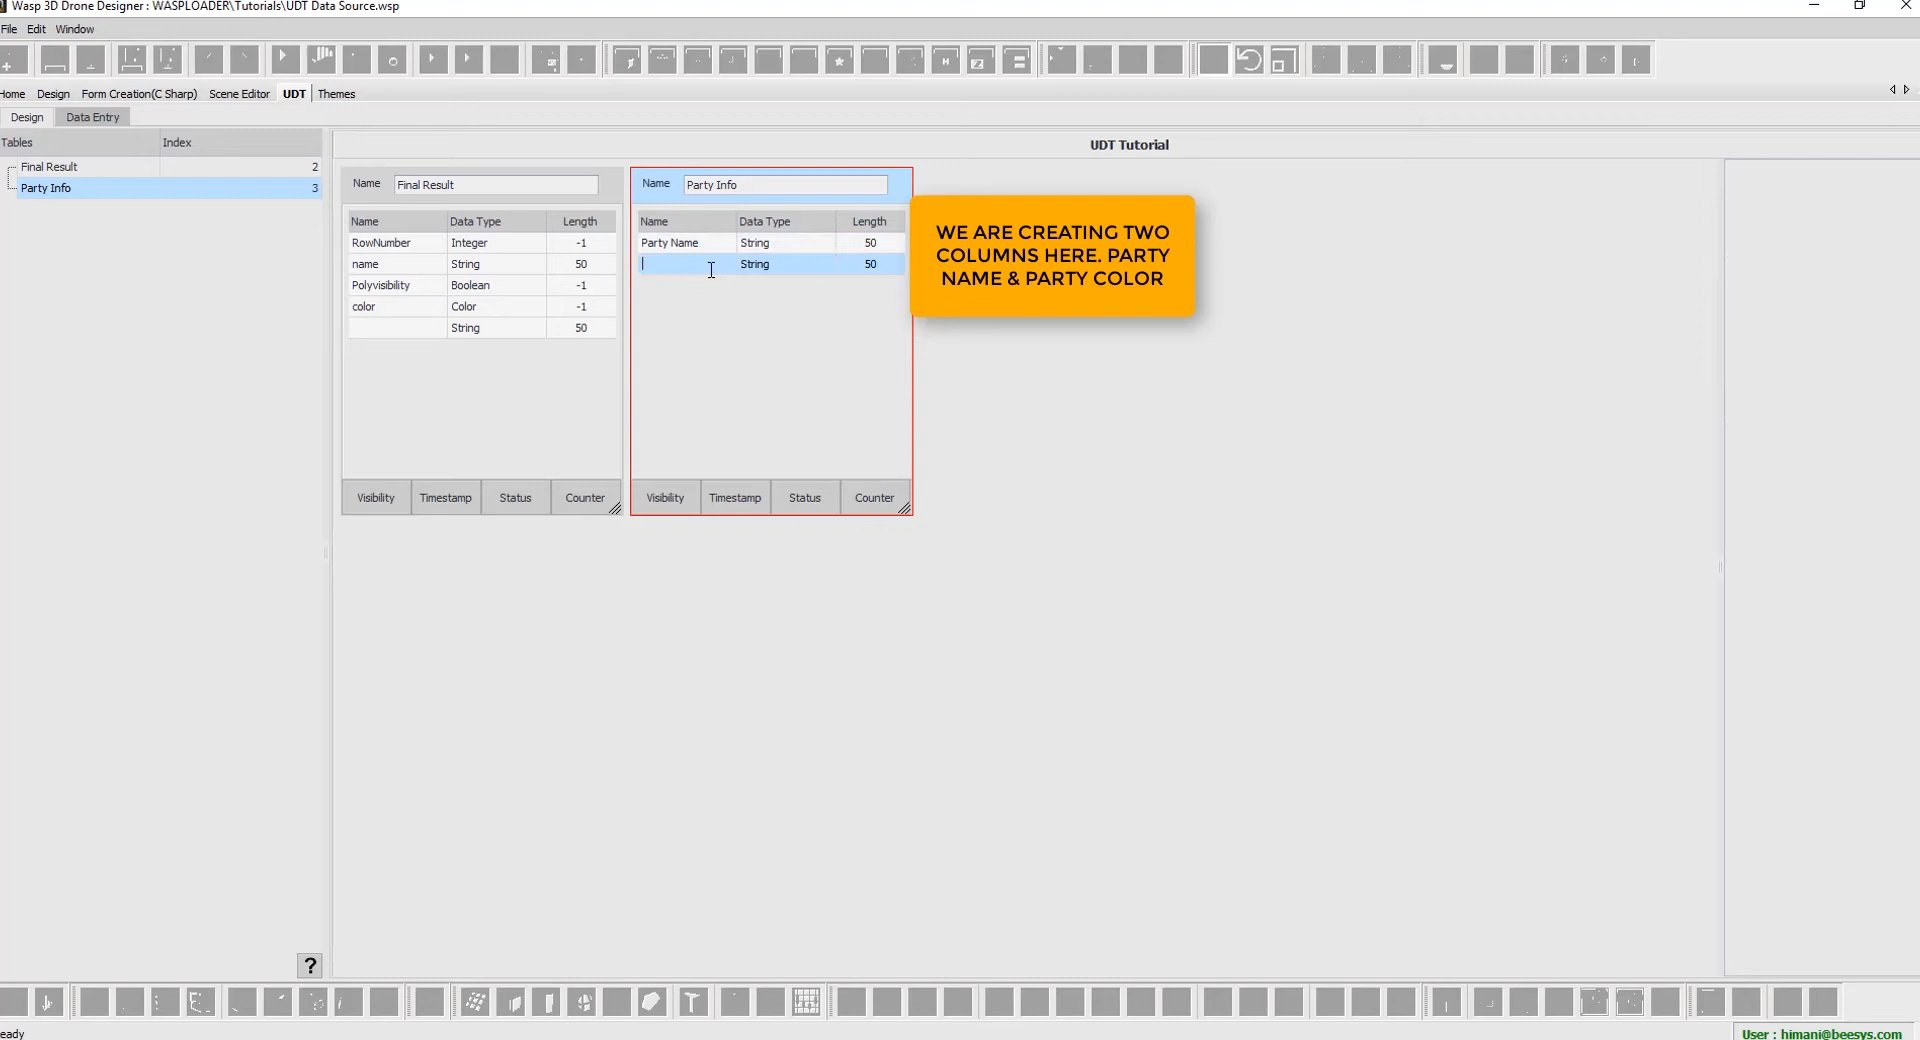 Wasp 3D Drone Designer : WASPLOADER\Tutorials\UDT Data Source.wsp
File Edit Window
Home Design Form Creation(C Sharp) Scene Editor UDT Themes
Design Data Entry
Tables Index
UDT Tutorial
Final Result 2
Party Info 3
Name Final Result
Name Data Type Length
RowNumber Integer -1
name String 50
Polyvisibility Boolean -1
color Color -1
String 50
Visibility Timestamp Status Counter
Name Party Info
Name Data Type Length
Party Name String 50
String 50
Visibility Timestamp Status Counter
WE ARE CREATING TWO
COLUMNS HERE. PARTY
NAME & PARTY COLOR
?
eady
User : himani@beesys.com